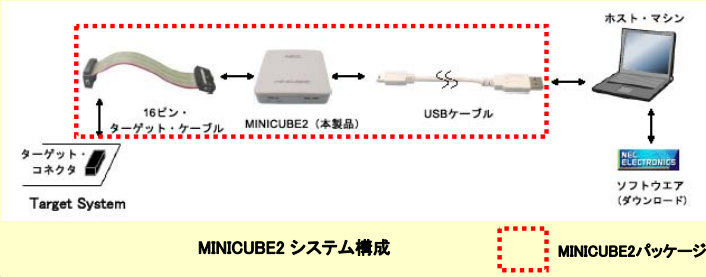 ホスト・マシン
NEC
MINICUBE2
16ピン・
ターゲット・ケーブル
MINICUBE2（本製品）
USBケーブル
ターゲット・
コネクタ
Target System
NEC
ELECTRONICS
ソフトウエア
(ダウンロード)
MINICUBE2 システム構成
MINICUBE2パッケージ